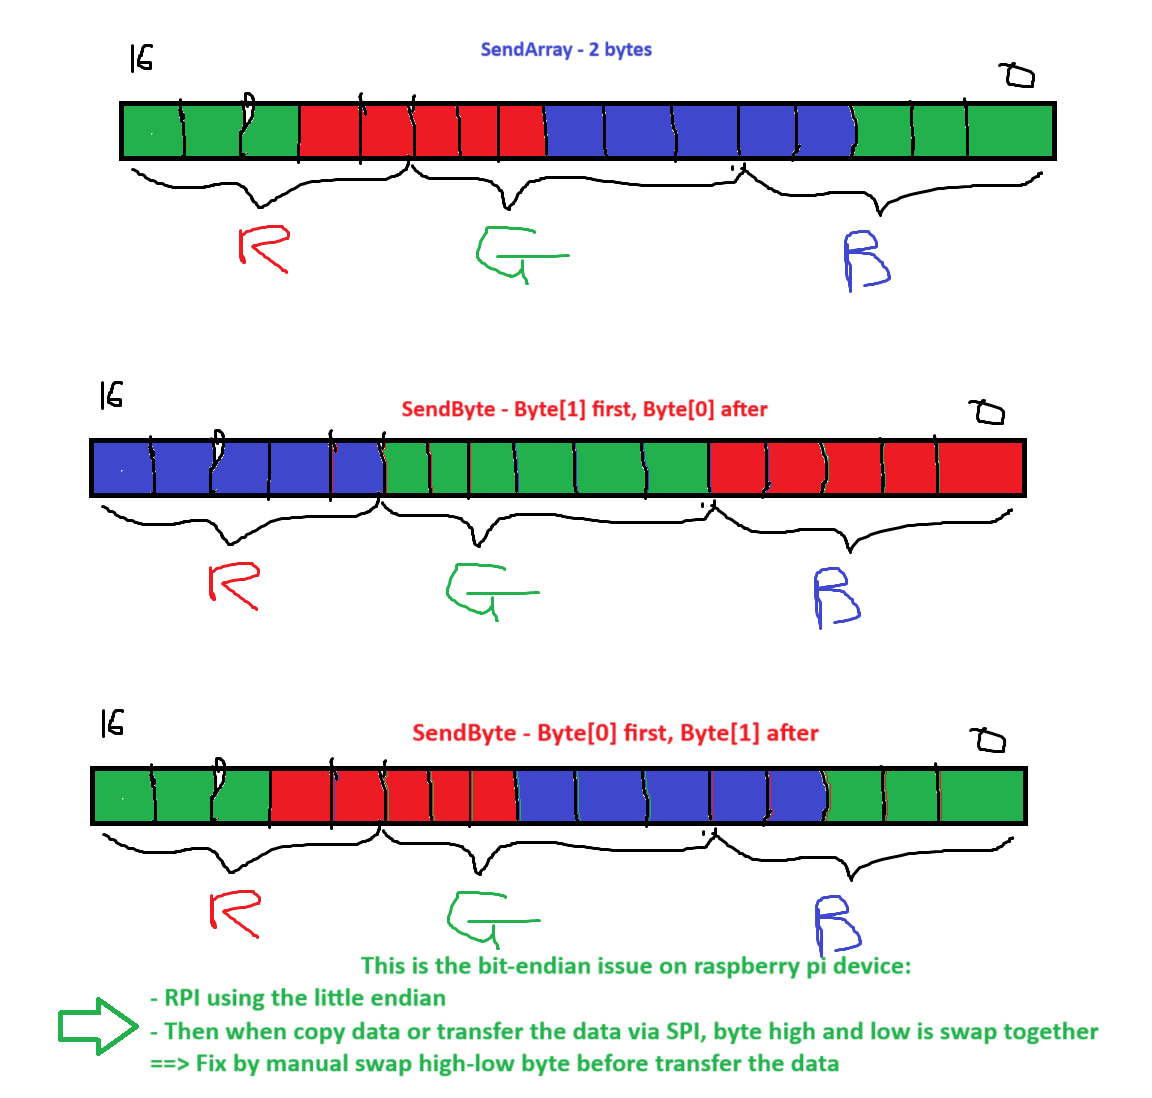 16
SendArray - 2 bytes
0
R
G
B
16
SendByte - Byte[1] first, Byte[0] after
0
R
G
B
16
SendByte - Byte[0] first, Byte[1] after
0
R
G
B
This is the bit-endian issue on raspberry pi device:
- RPI using the little endian
- Then when copy data or transfer the data via SPI, byte high and low is swap together
==> Fix by manual swap high-low byte before transfer the data